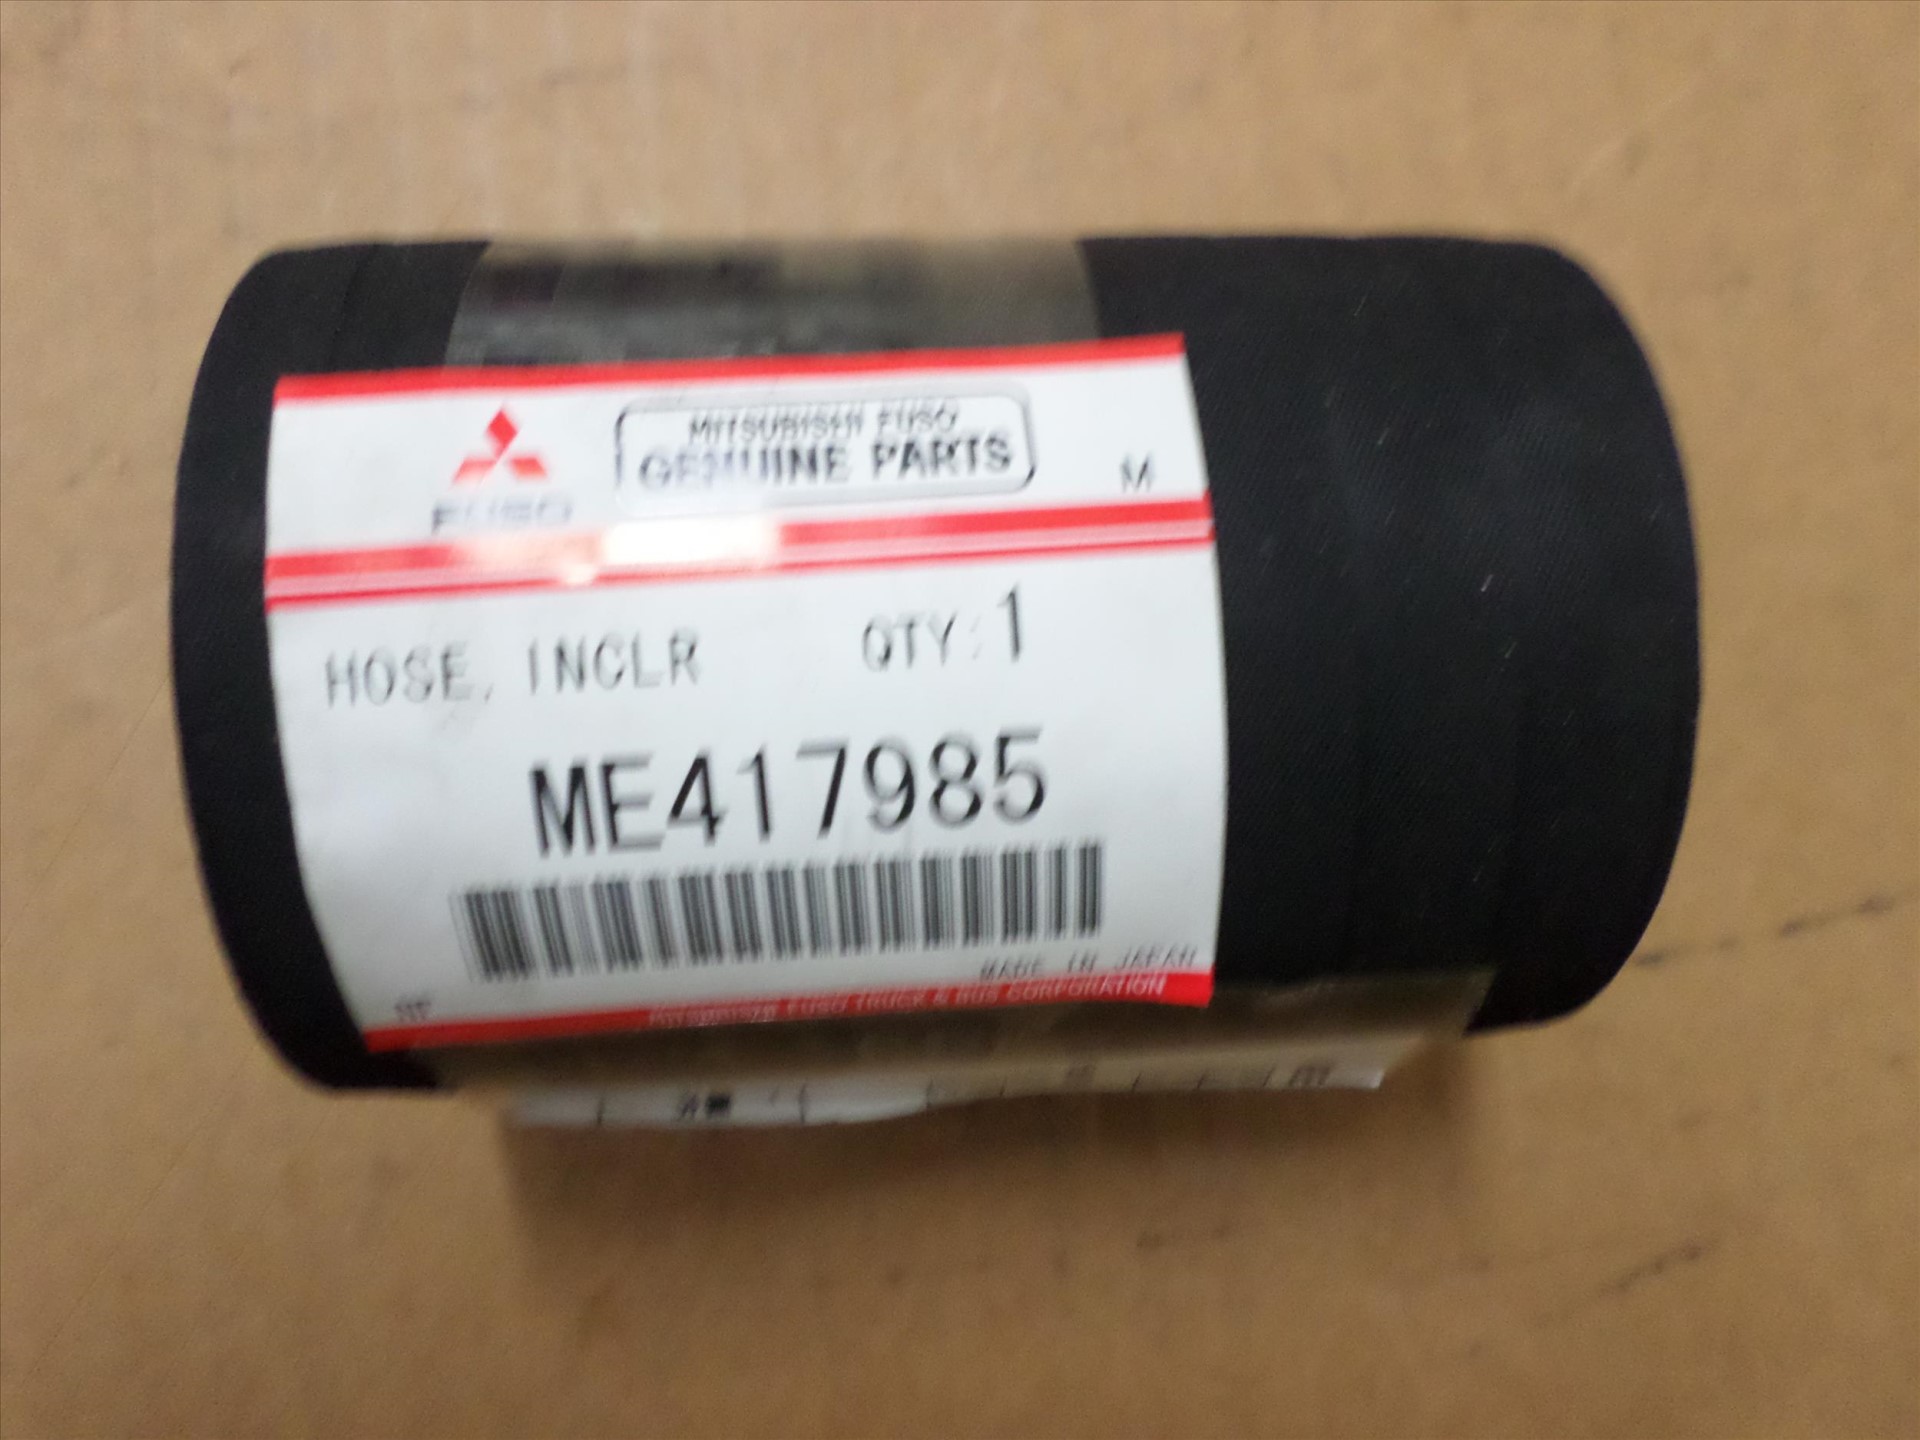 MITSUBISHI FUSO
GENUINE PARTS
M
FUSO
HOSE, INCLR QTY: 1
ME417985
MADE IN JAPAN
MITSUBISHI FUSO TRUCK & BUS CORPORATION